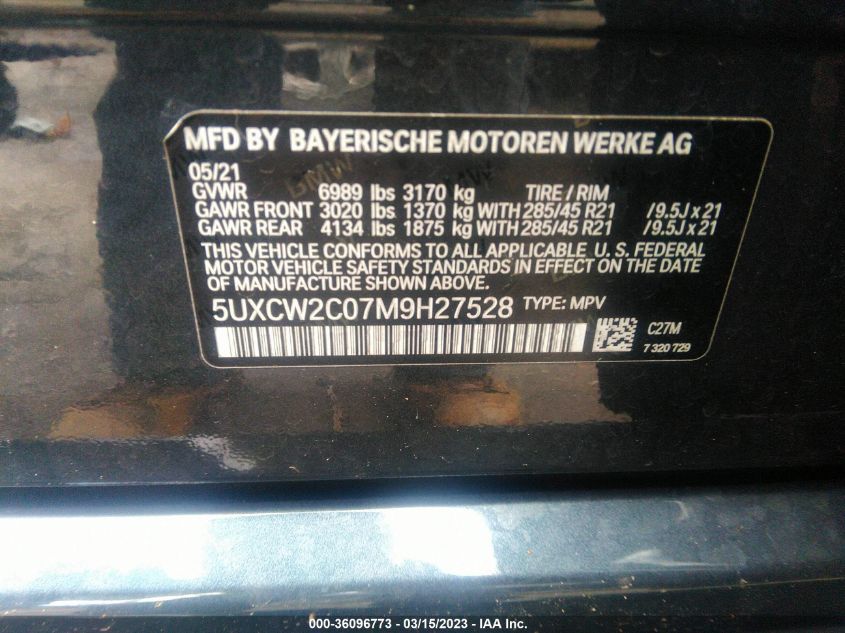 MFD BY BAYERISCHE MOTOREN WERKE AG
05/21
GVWR 6989 lbs 3170 kg TIRE / RIM
GAWR FRONT 3020 lbs 1370 kg WITH 285/45 R21 /9.5J x 21
GAWR REAR 4134 lbs 1875 kg WITH 285/45 R21 /9.5J x 21
THIS VEHICLE CONFORMS TO ALL APPLICABLE U. S. FEDERAL
MOTOR VEHICLE SAFETY STANDARDS IN EFFECT ON THE DATE
OF MANUFACTURE SHOWN ABOVE.
5UXCW2C07M9H27528 TYPE: MPV
C27M
7 320 729
000-36096773 - 03/15/2023 - IAA Inc.